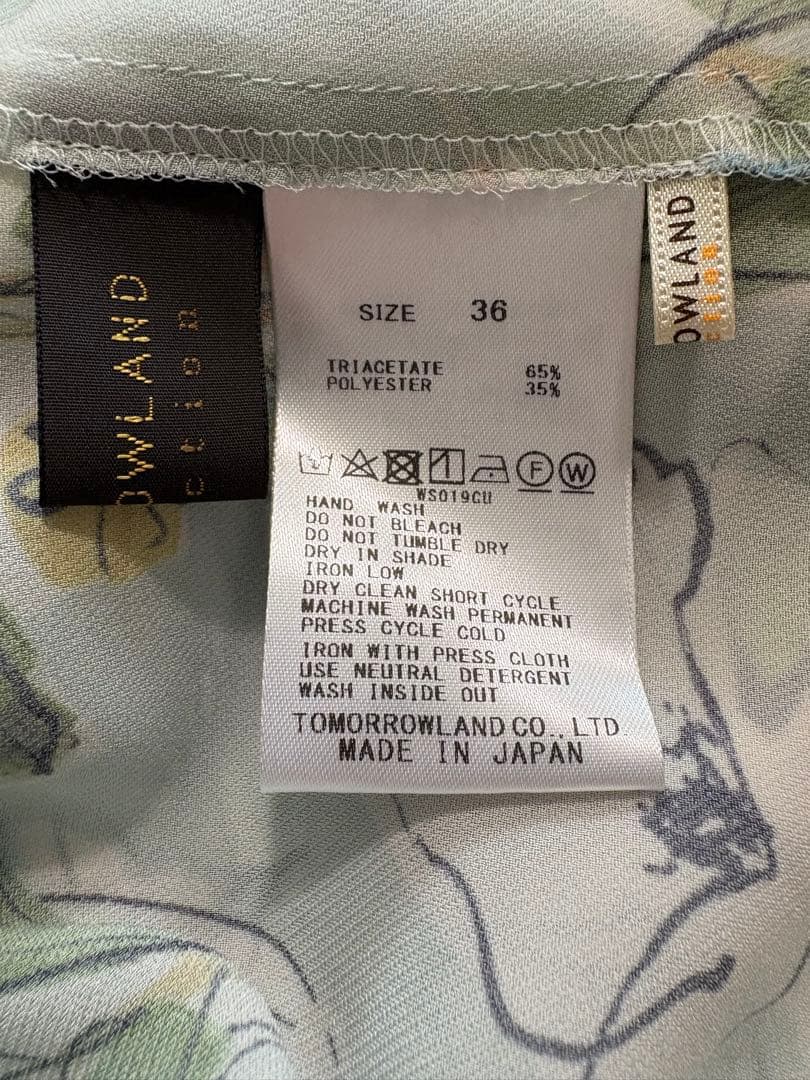 OWLAND
ction
SIZE 36
TRIACETATE 65%
POLYESTER 35%
F W
WS019CU
HAND WASH
DO NOT BLEACH
DO NOT TUMBLE DRY
DRY IN SHADE
IRON LOW
DRY CLEAN SHORT CYCLE
MACHINE WASH PERMANENT
PRESS CYCLE COLD
IRON WITH PRESS CLOTH
USE NEUTRAL DETERGENT
WASH INSIDE OUT
TOMORROWLAND CO., LTD
MADE IN JAPAN
OWLAND